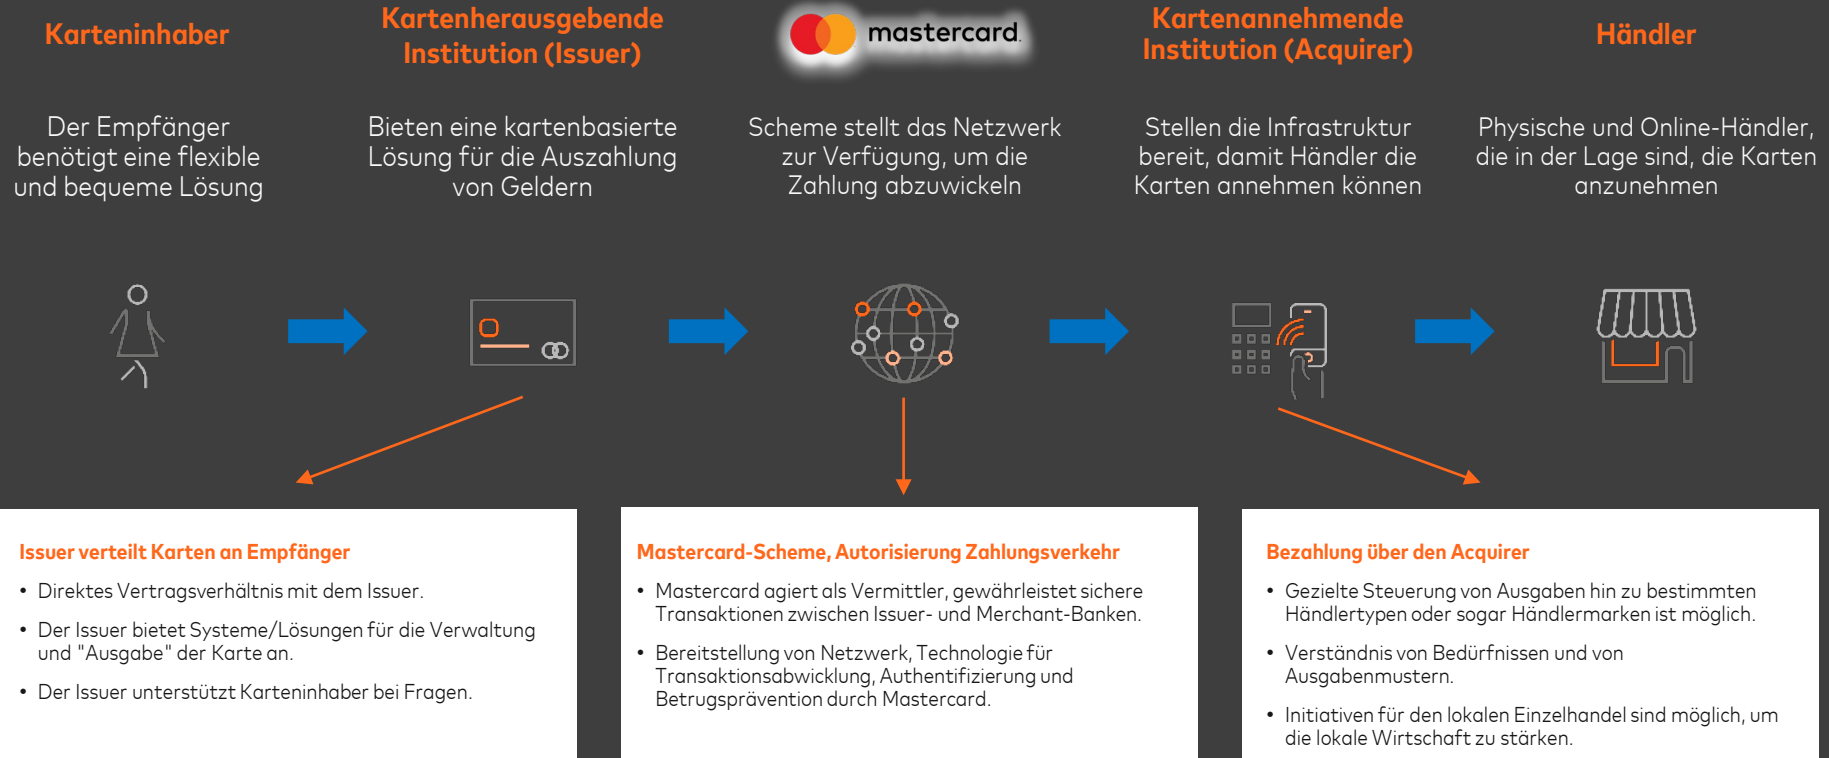 Karteninhaber
Kartenherausgebende
Institution (Issuer)
mastercard.
Kartenannehmende
Institution (Acquirer)
Händler
Der Empfänger
benötigt eine flexible
und bequeme Lösung
Bieten eine kartenbasierte
Lösung für die Auszahlung
von Geldern
Scheme stellt das Netzwerk
zur Verfügung, um die
Zahlung abzuwickeln
Stellen die Infrastruktur
bereit, damit Händler die
Karten annehmen können
Physische und Online-Händler,
die in der Lage sind, die Karten
anzunehmen
Issuer verteilt Karten an Empfänger
• Direktes Vertragsverhältnis mit dem Issuer.
• Der Issuer bietet Systeme/Lösungen für die Verwaltung
und "Ausgabe" der Karte an.
• Der Issuer unterstützt Karteninhaber bei Fragen.
Mastercard-Scheme, Autorisierung Zahlungsverkehr
• Mastercard agiert als Vermittler, gewährleistet sichere
Transaktionen zwischen Issuer- und Merchant-Banken.
• Bereitstellung von Netzwerk, Technologie für
Transaktionsabwicklung, Authentifizierung und
Betrugsprävention durch Mastercard.
Bezahlung über den Acquirer
• Gezielte Steuerung von Ausgaben hin zu bestimmten
Händlertypen oder sogar Händlermarken ist möglich.
• Verständnis von Bedürfnissen und von
Ausgabenmustern.
• Initiativen für den lokalen Einzelhandel sind möglich, um
die lokale Wirtschaft zu stärken.